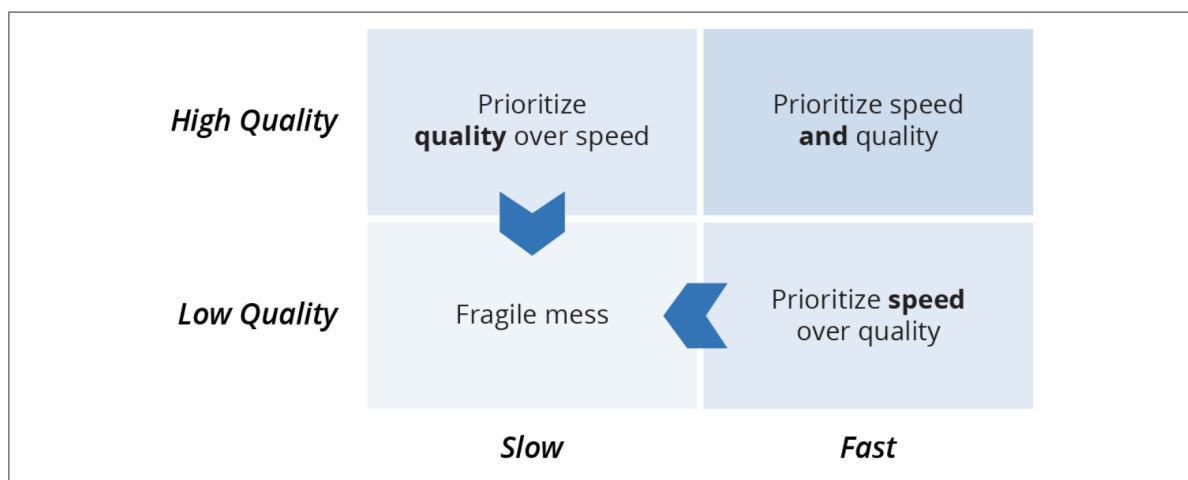 High Quality
Prioritize
quality over speed
Prioritize speed
and quality
Low Quality
Fragile mess
Prioritize speed
over quality
Slow
Fast